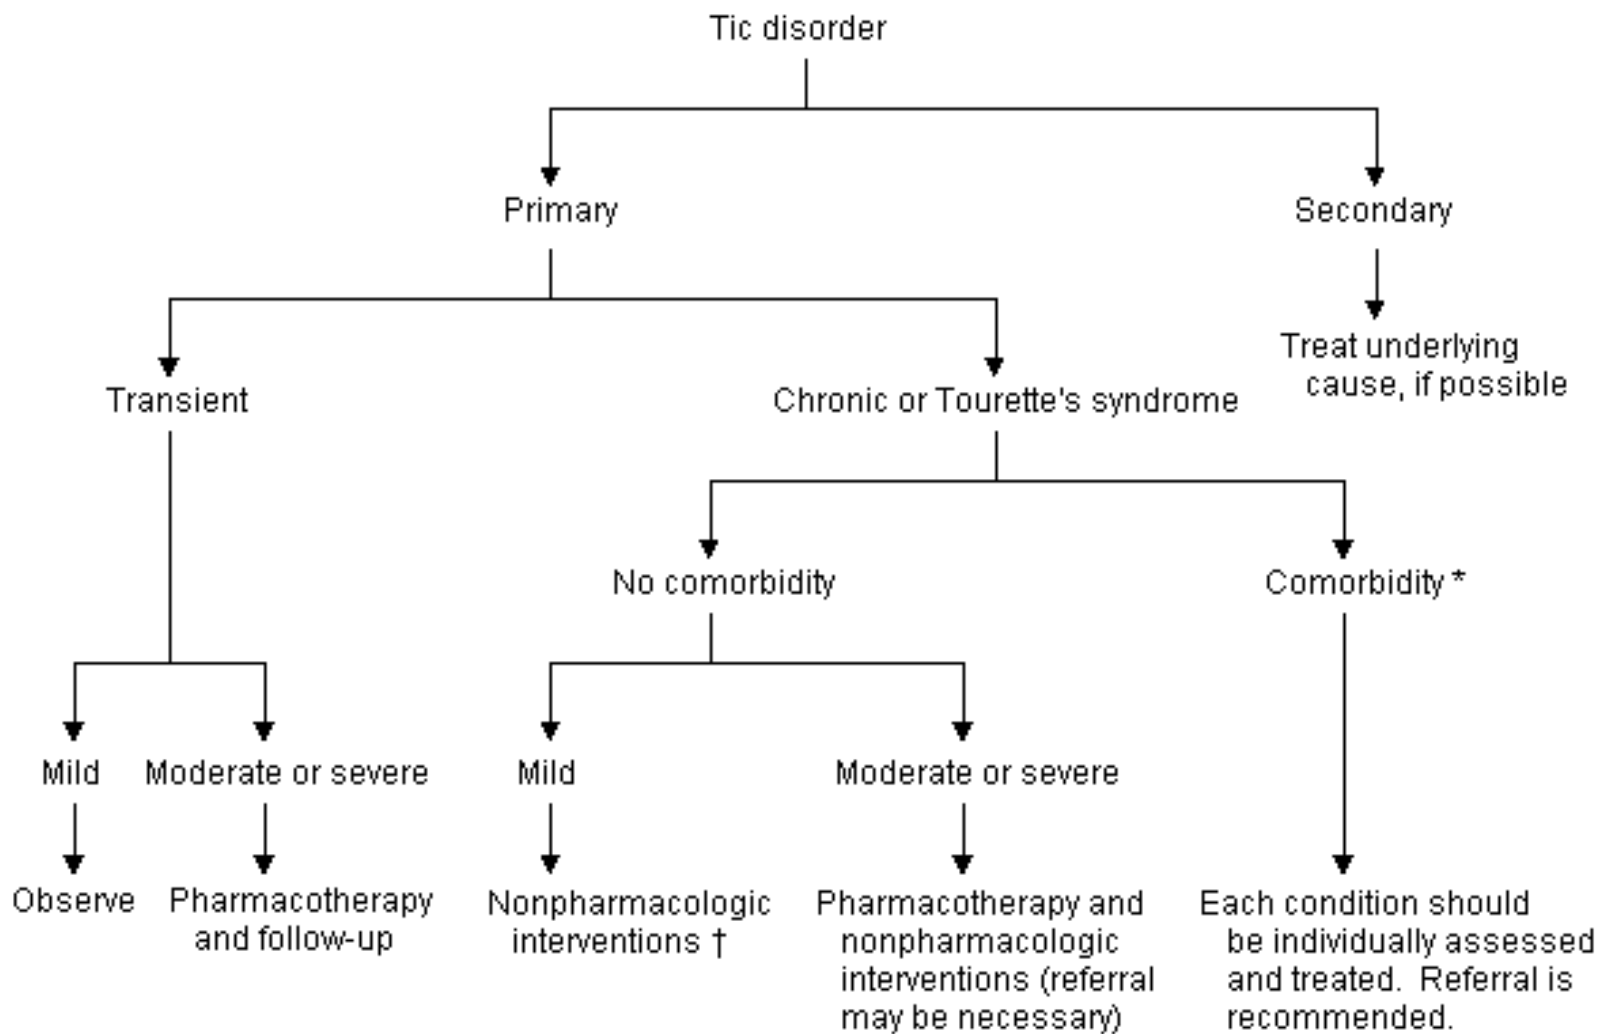 Tic disorder
Primary
Secondary
Treat underlying
cause, if possible
Transient
Chronic or Tourette's syndrome
No comorbidity
Comorbidity *
Mild
Moderate or severe
Mild
Moderate or severe
Observe
Pharmacotherapy
and follow-up
Nonpharmacologic
interventions †
Pharmacotherapy and
nonpharmacologic
interventions (referral
may be necessary)
Each condition should
be individually assessed
and treated. Referral is
recommended.